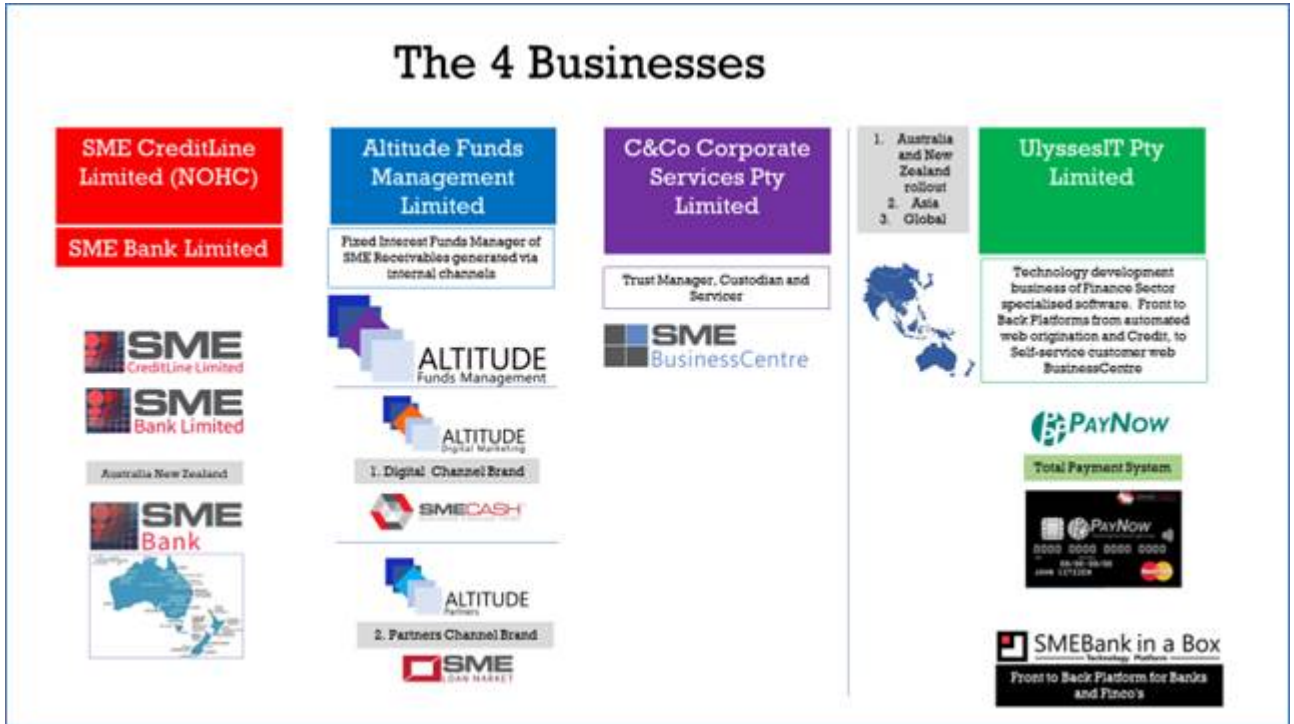 The 4 Businesses
SME CreditLine
Limited (NOHC)
SME Bank Limited
SME
CreditLine Limited
SME
Bank Limited
Australia New Zealand
SME
Bank
Altitude Funds
Management
Limited
Fixed Interest Funds Manager of
SME Receivables generated via
internal channels
ALTITUDE
Funds Management
ALTITUDE
Digital Marketing
1. Digital Channel Brand
SMECASH
ALTITUDE
Partners
2. Partners Channel Brand
SME
LOAN MARKET
C&Co Corporate
Services Pty
Limited
Trust Manager, Custodian and
Servicer
SME
BusinessCentre
1. Australia
and New
Zealand
rollout
2. Asia
3. Global
UlyssesIT Pty
Limited
Technology development
business of Finance Sector
specialised software. Front to
Back Platforms from automated
web origination and Credit, to
Self-service customer web
BusinessCentre
PAYNOW
Total Payment System
PAYNOW
0000 0000 0000 0000
JOHN CITIZEN
SMEBank in a Box
Technology Platform
Front to Back Platform for Banks
and Finco's